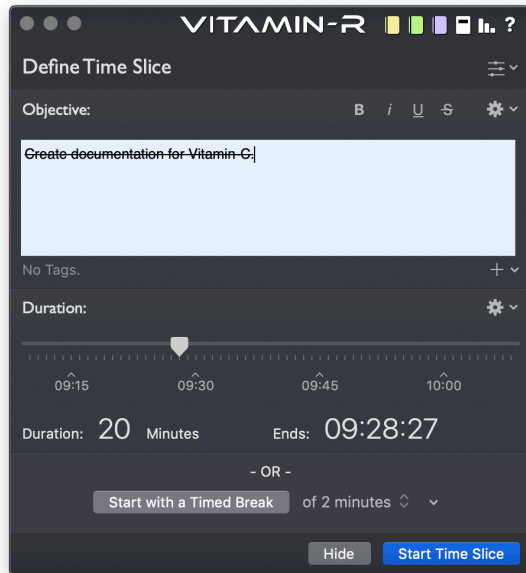 VITAMIN-R ?
Define Time Slice
Objective: B i U S
Create documentation for Vitamin-C.
No Tags.
Duration:
09:15 09:30 09:45 10:00
Duration: 20 Minutes Ends: 09:28:27
- OR -
Start with a Timed Break of 2 minutes
Hide Start Time Slice